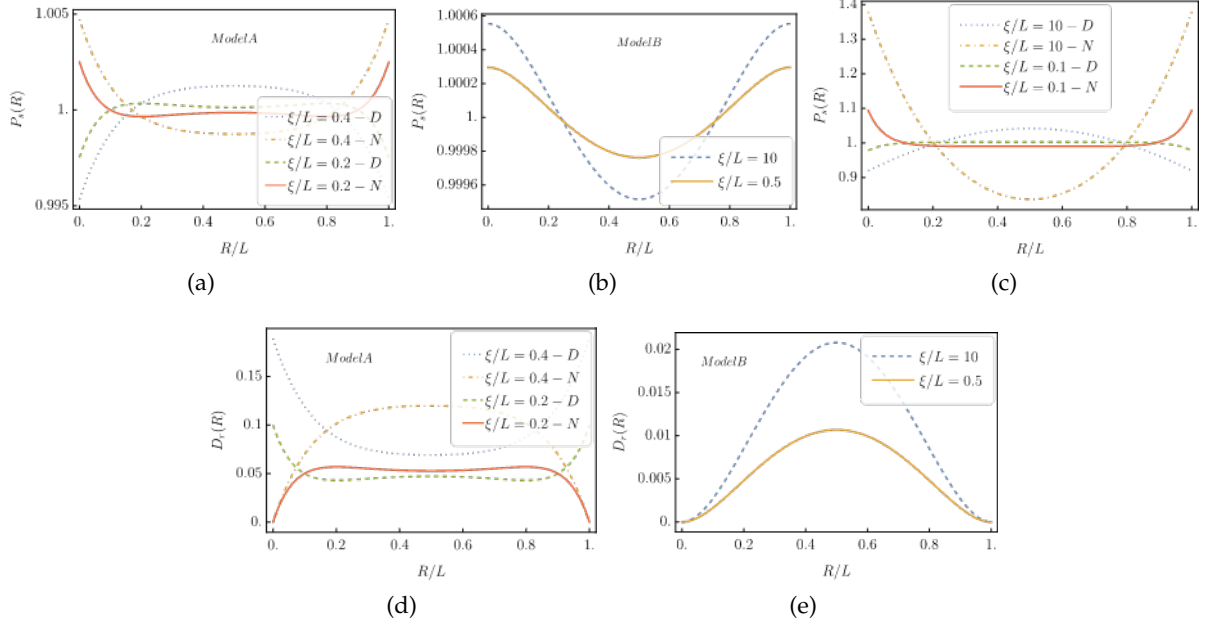 1.005
1.
0.995
P_s(R)
ModelA
ξ/L = 0.4 − D
ξ/L = 0.4 − N
ξ/L = 0.2 − D
ξ/L = 0.2 − N
0. 0.2 0.4 0.6 0.8 1.
R/L
(a)
1.0006
1.0004
1.0002
1.
0.9998
0.9996
P_s(R)
ModelB
ξ/L = 10
ξ/L = 0.5
0. 0.2 0.4 0.6 0.8 1.
R/L
(b)
1.4
1.3
1.2
1.1
1.
0.9
P_s(R)
ξ/L = 10 − D
ξ/L = 10 − N
ξ/L = 0.1 − D
ξ/L = 0.1 − N
0. 0.2 0.4 0.6 0.8 1.
R/L
(c)
0.15
0.1
0.05
0.
D_r(R)
ModelA
ξ/L = 0.4 − D
ξ/L = 0.4 − N
ξ/L = 0.2 − D
ξ/L = 0.2 − N
0. 0.2 0.4 0.6 0.8 1.
R/L
(d)
0.02
0.015
0.01
0.005
0.
D_r(R)
ModelB
ξ/L = 10
ξ/L = 0.5
0. 0.2 0.4 0.6 0.8 1.
R/L
(e)